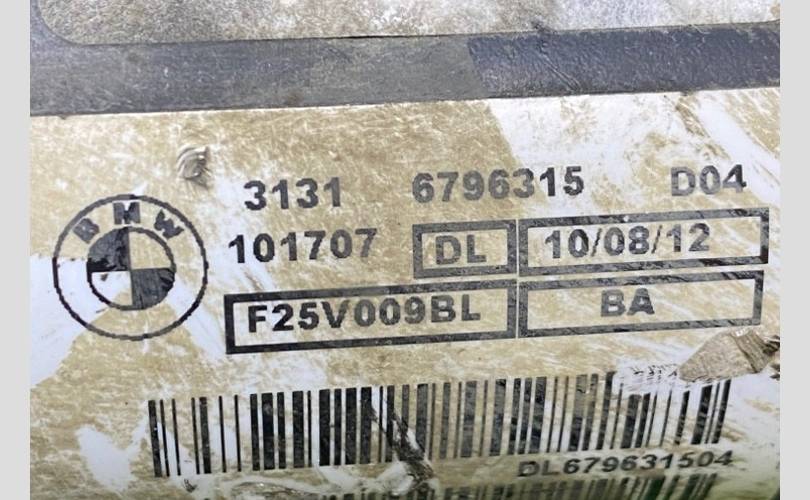 BMW
3131 6796315 D04
101707 DL 10/08/12
F25V009BL BA
DL679631504